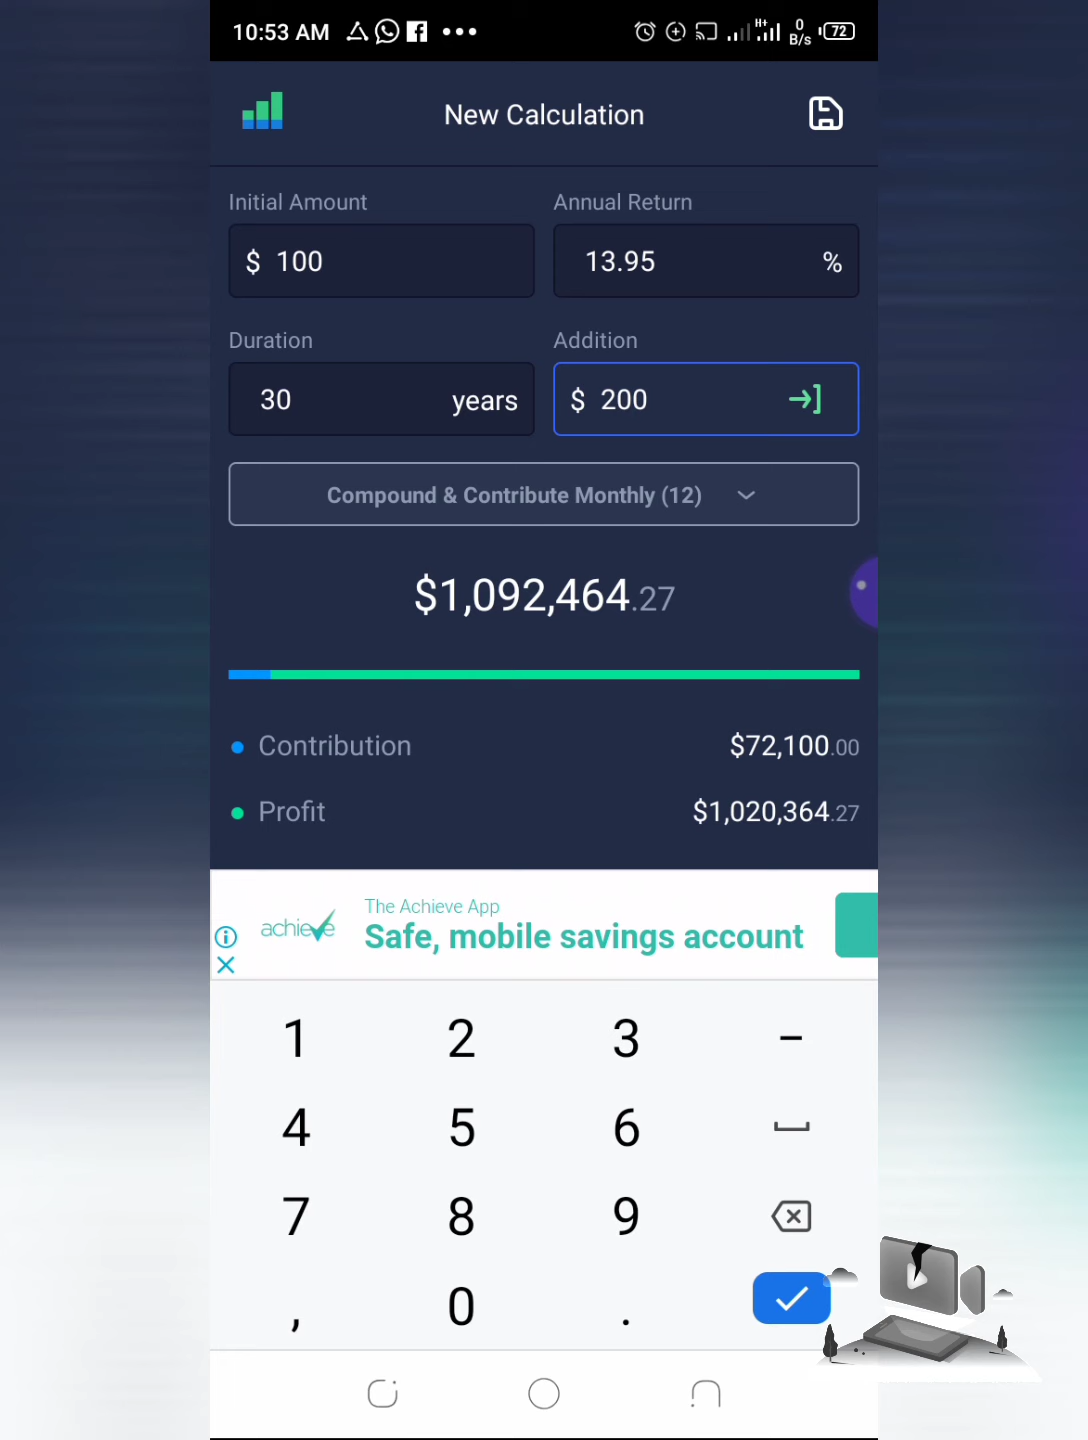 10:53 AM
H+
0
B/s
72
New Calculation
Initial Amount
Annual Return
$ 100
13.95 %
Duration
Addition
30 years
$ 200
Compound & Contribute Monthly (12)
$1,092,464.27
Contribution $72,100.00
Profit $1,020,364.27
The Achieve App
achieve
Safe, mobile savings account
1 2 3 –
4 5 6
7 8 9
, 0 .